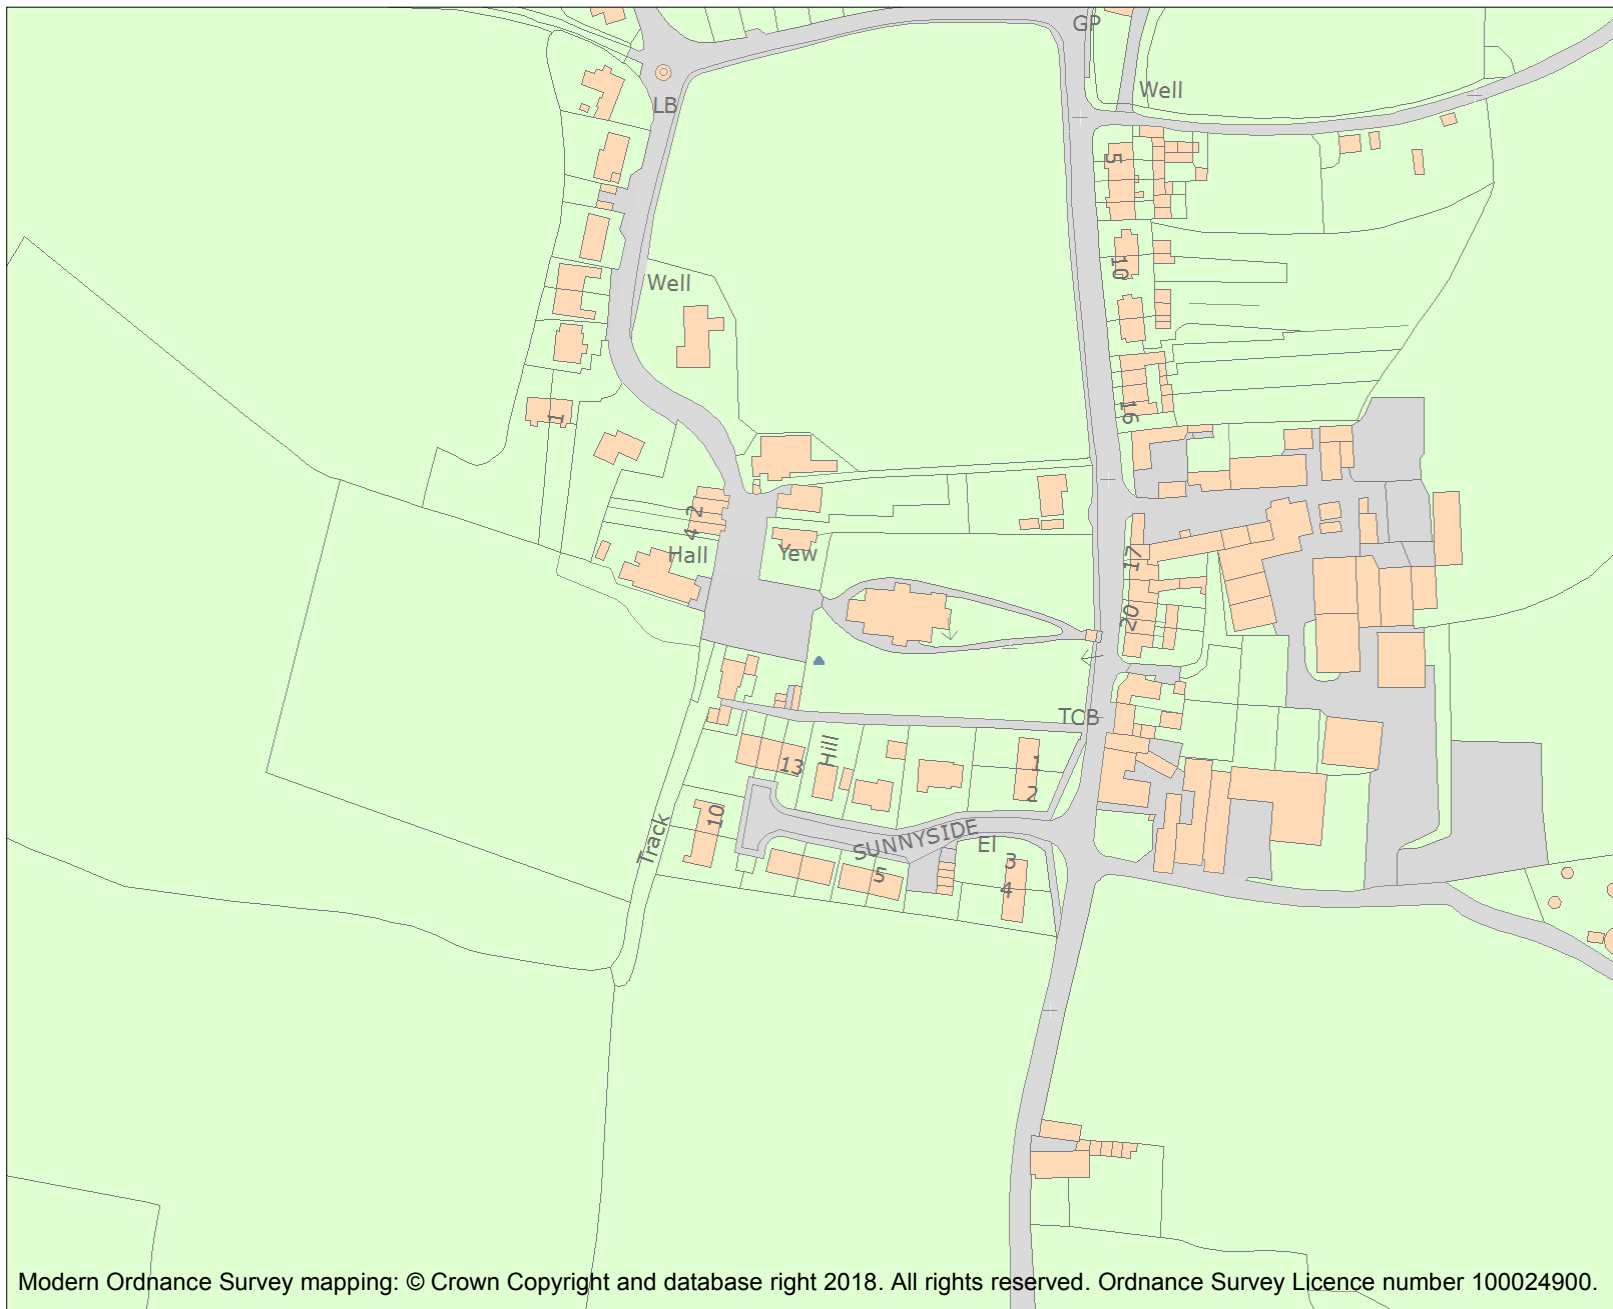 GP
Well
LB
5
10
Well
16
1
2
4
Hall
Yew
17
20
TCB
Hill
13
1
2
10
Track
SUNNYSIDE
El
3
5
4
Modern Ordnance Survey mapping: © Crown Copyright and database right 2018. All rights reserved. Ordnance Survey Licence number 100024900.